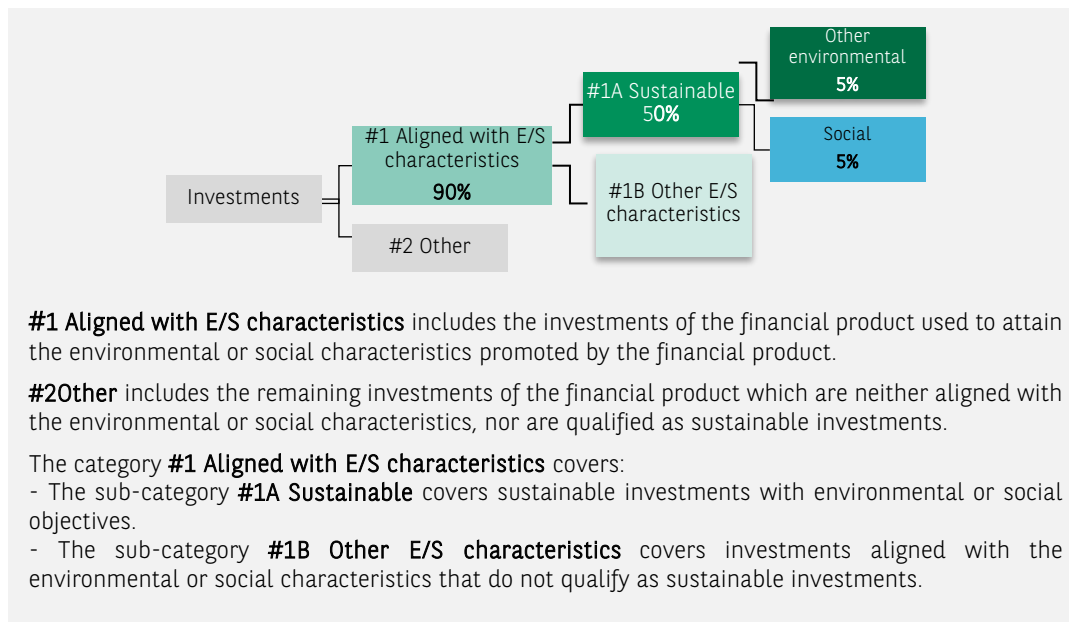 Other
environmental
5%
#1A Sustainable
50%
Social
5%
#1 Aligned with E/S
characteristics
90%
#1B Other E/S
characteristics
Investments
#2 Other
#1 Aligned with E/S characteristics includes the investments of the financial product used to attain
the environmental or social characteristics promoted by the financial product.
#2Other includes the remaining investments of the financial product which are neither aligned with
the environmental or social characteristics, nor are qualified as sustainable investments.
The category #1 Aligned with E/S characteristics covers:
- The sub-category #1A Sustainable covers sustainable investments with environmental or social
objectives.
- The sub-category #1B Other E/S characteristics covers investments aligned with the
environmental or social characteristics that do not qualify as sustainable investments.